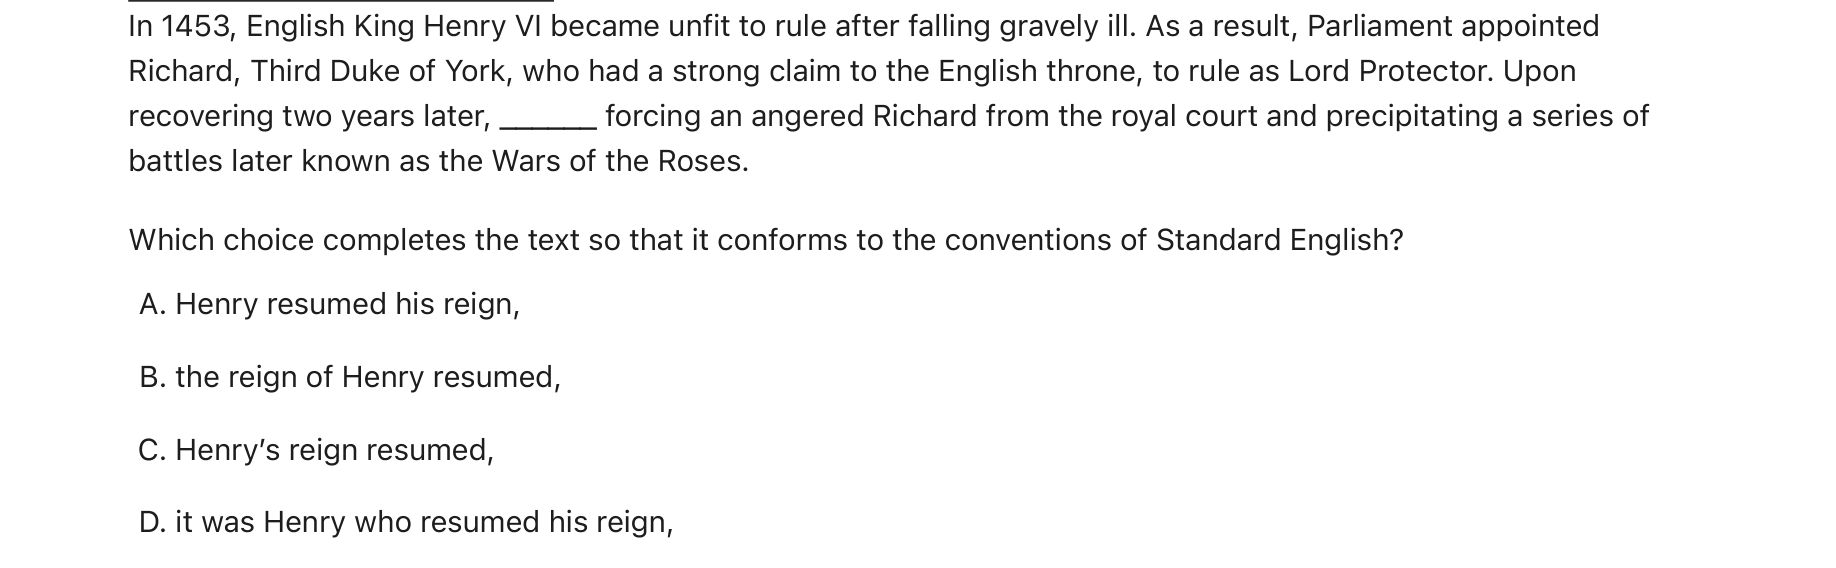 In 1453, English King Henry VI became unfit to rule after falling gravely ill. As a result, Parliament appointed
Richard, Third Duke of York, who had a strong claim to the English throne, to rule as Lord Protector. Upon
recovering two years later, ______ forcing an angered Richard from the royal court and precipitating a series of
battles later known as the Wars of the Roses.
Which choice completes the text so that it conforms to the conventions of Standard English?
A. Henry resumed his reign,
B. the reign of Henry resumed,
C. Henry’s reign resumed,
D. it was Henry who resumed his reign,